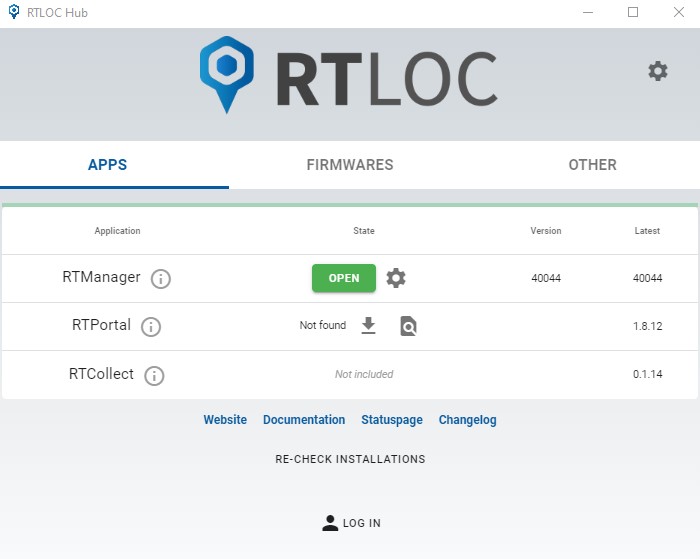 RTLOC Hub
RTLOC
APPS FIRMWARES OTHER
Application State Version Latest
RTManager OPEN 40044 40044
RTPortal Not found 1.8.12
RTCollect Not included 0.1.14
Website Documentation Statuspage Changelog
RE-CHECK INSTALLATIONS
LOG IN